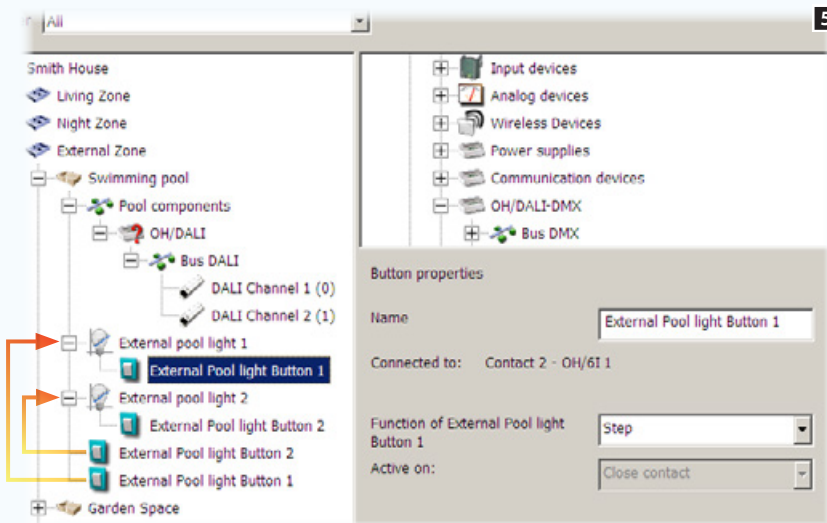 All
5
Smith House
Living Zone
Night Zone
External Zone
Swimming pool
Pool components
OH/DALI
Bus DALI
DALI Channel 1 (0)
DALI Channel 2 (1)
External pool light 1
External Pool light Button 1
External pool light 2
External Pool light Button 2
External Pool light Button 2
External Pool light Button 1
Garden Space
Input devices
Analog devices
Wireless Devices
Power supplies
Communication devices
OH/DALI-DMX
Bus DMX
Button properties
Name External Pool light Button 1
Connected to: Contact 2 - OH/6I 1
Function of External Pool light
Button 1
Step
Active on: Close contact